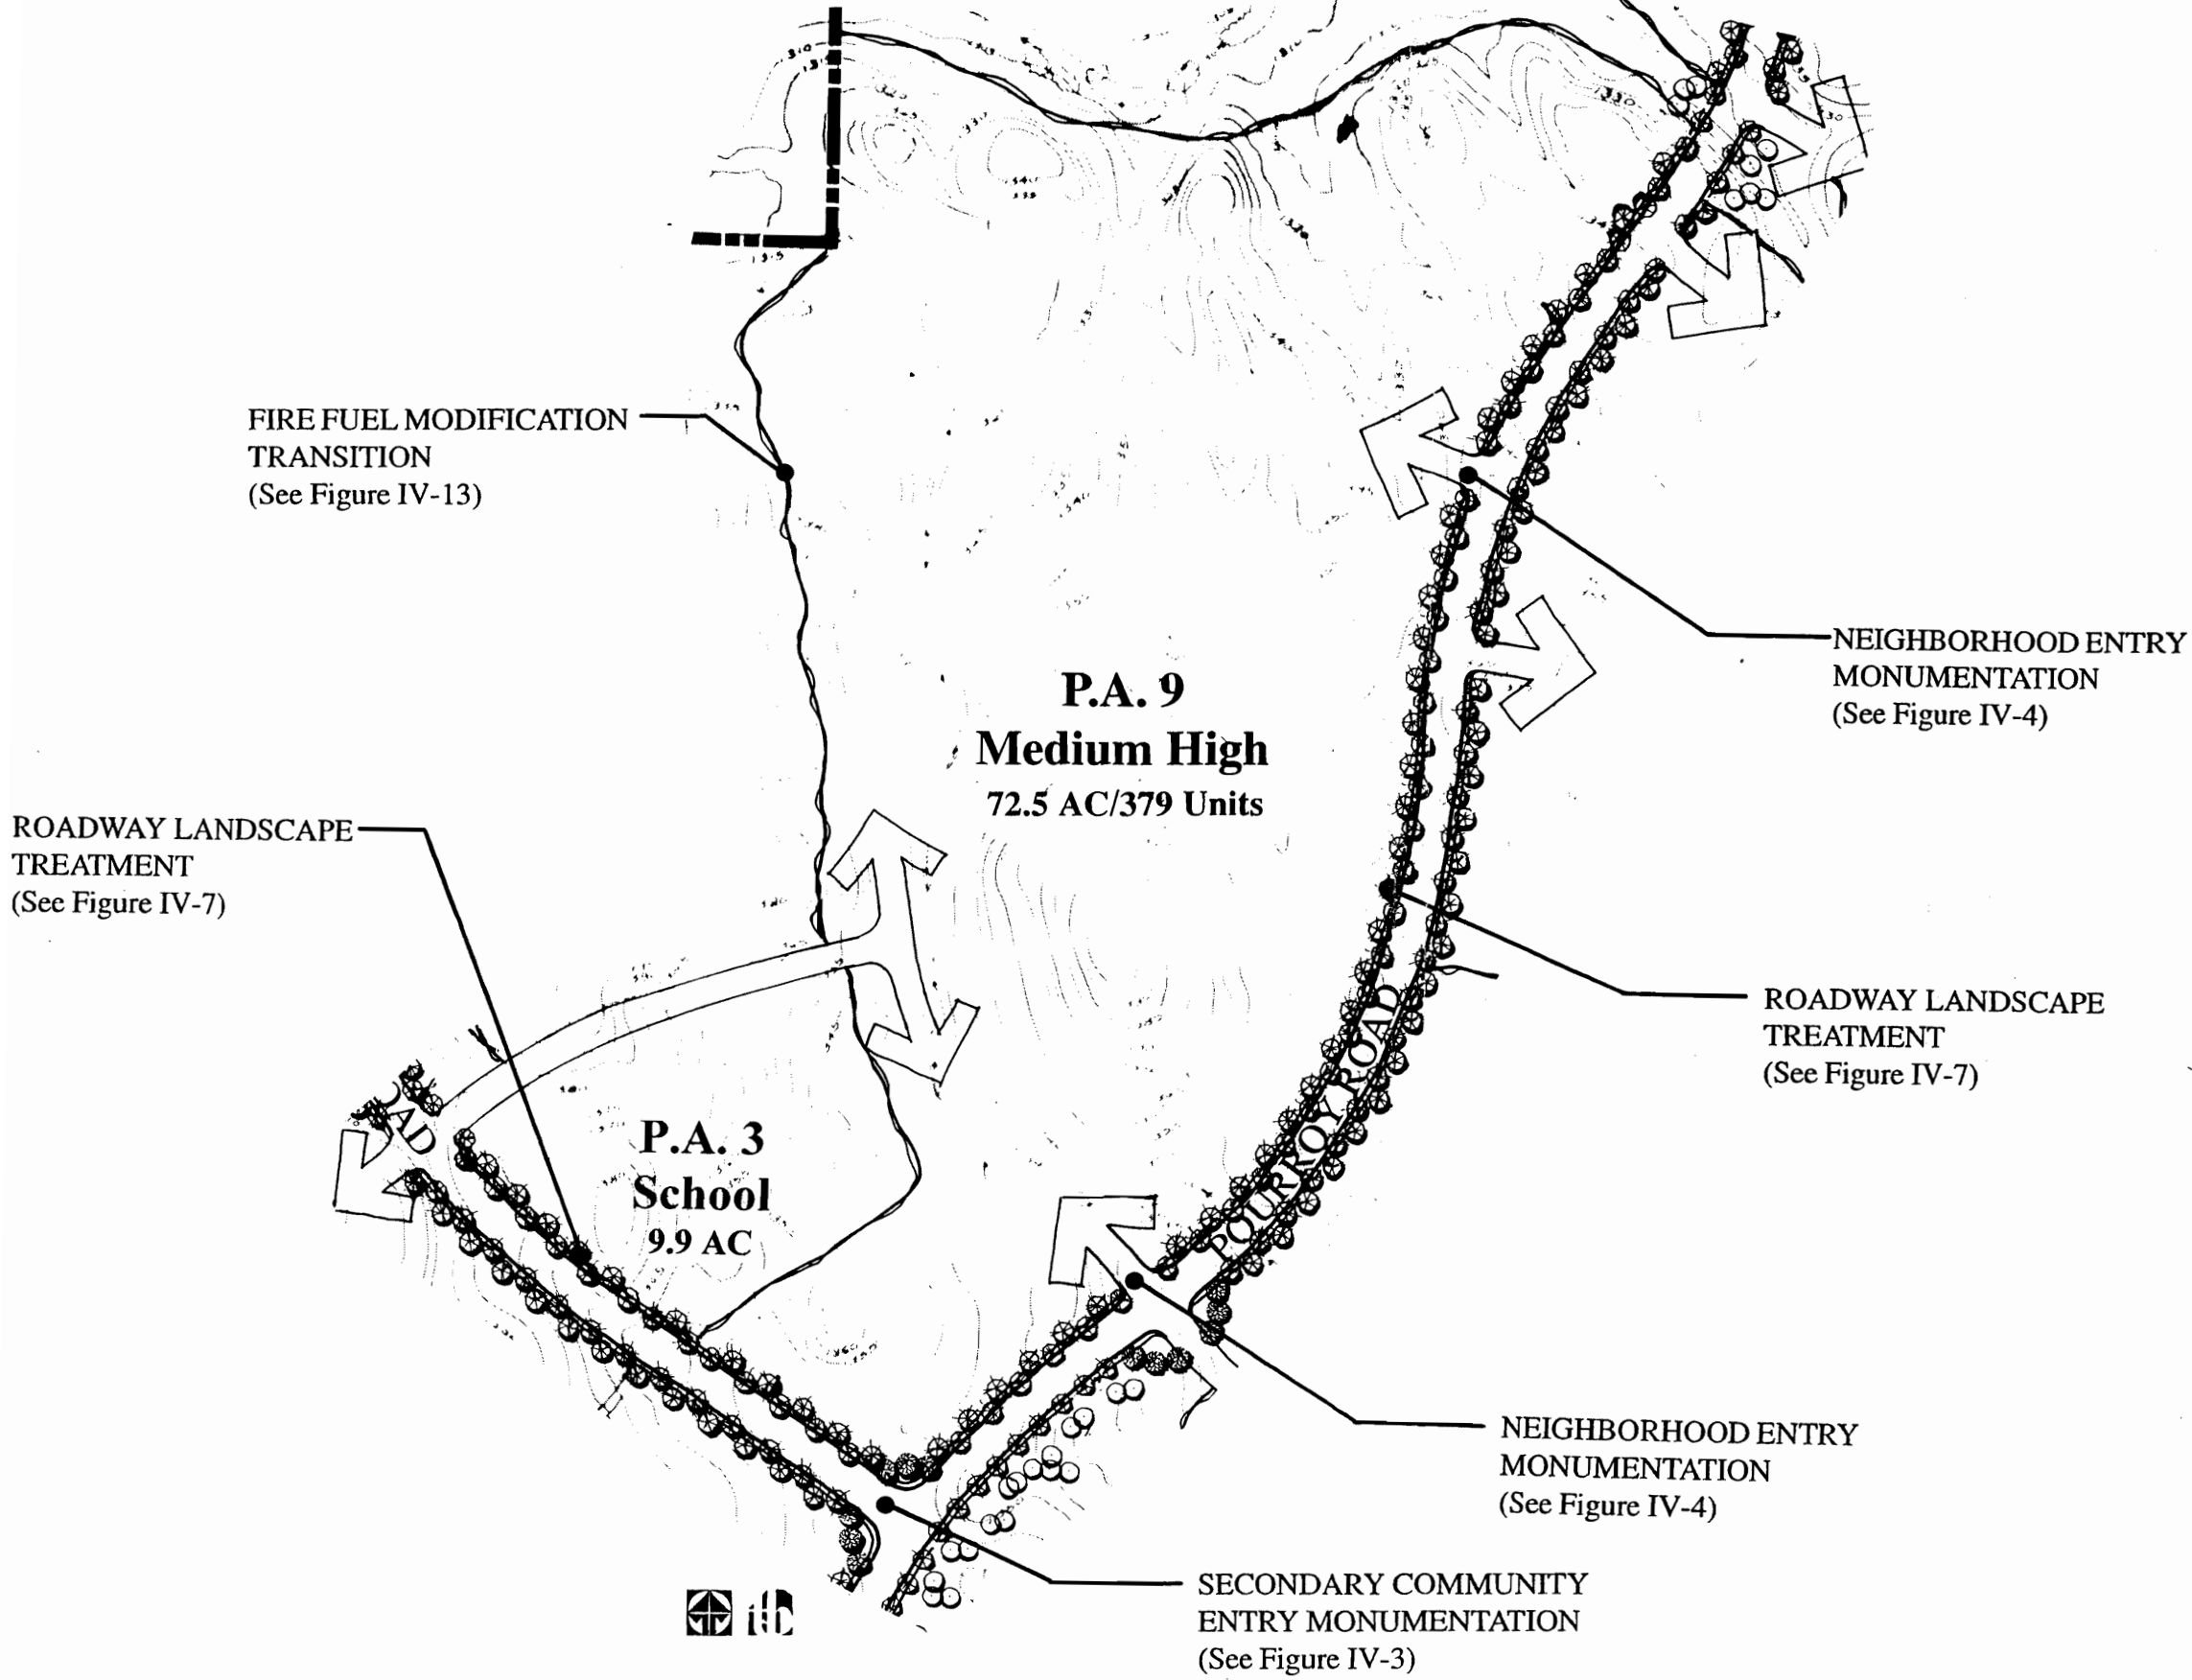 FIRE FUEL MODIFICATION
TRANSITION
(See Figure IV-13)
NEIGHBORHOOD ENTRY
MONUMENTATION
(See Figure IV-4)
P.A. 9
Medium High
72.5 AC/379 Units
ROADWAY LANDSCAPE
TREATMENT
(See Figure IV-7)
ROADWAY LANDSCAPE
TREATMENT
(See Figure IV-7)
POURROY ROAD
P.A. 3
School
9.9 AC
NEIGHBORHOOD ENTRY
MONUMENTATION
(See Figure IV-4)
SECONDARY COMMUNITY
ENTRY MONUMENTATION
(See Figure IV-3)